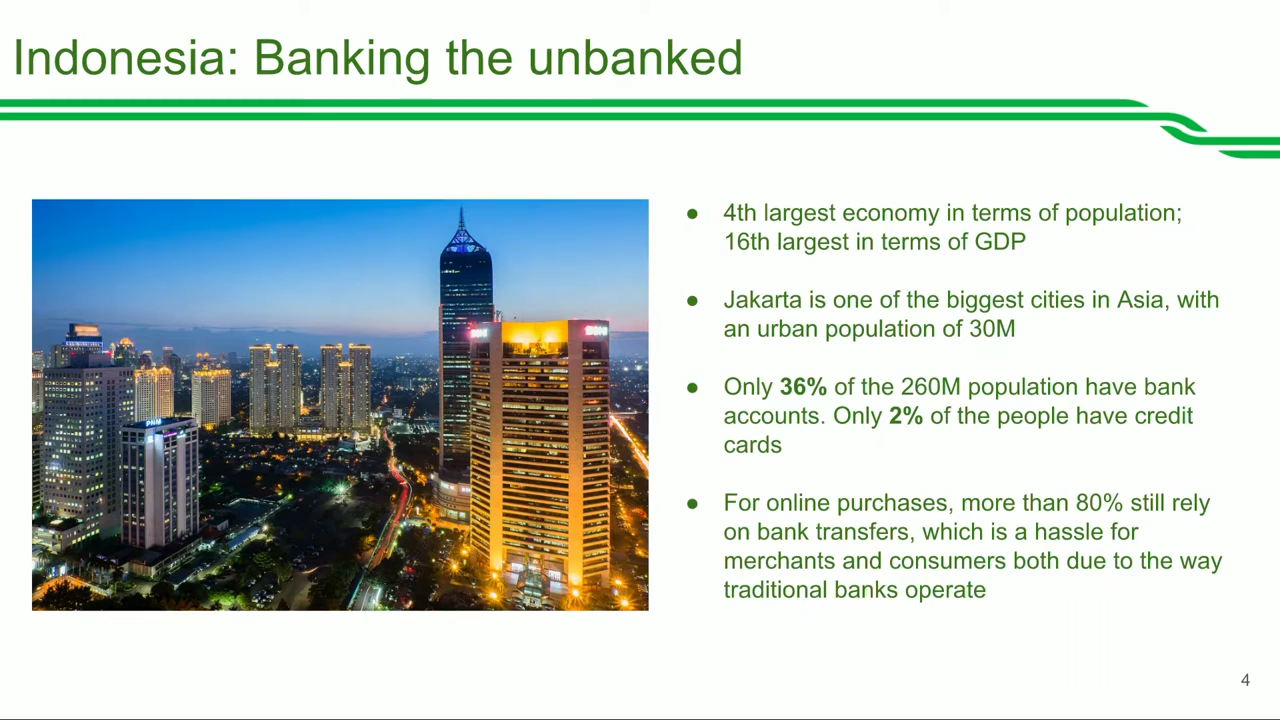 Indonesia: Banking the unbanked
PNM
● 4th largest economy in terms of population;
16th largest in terms of GDP
● Jakarta is one of the biggest cities in Asia, with
an urban population of 30M
● Only 36% of the 260M population have bank
accounts. Only 2% of the people have credit
cards
● For online purchases, more than 80% still rely
on bank transfers, which is a hassle for
merchants and consumers both due to the way
traditional banks operate
4